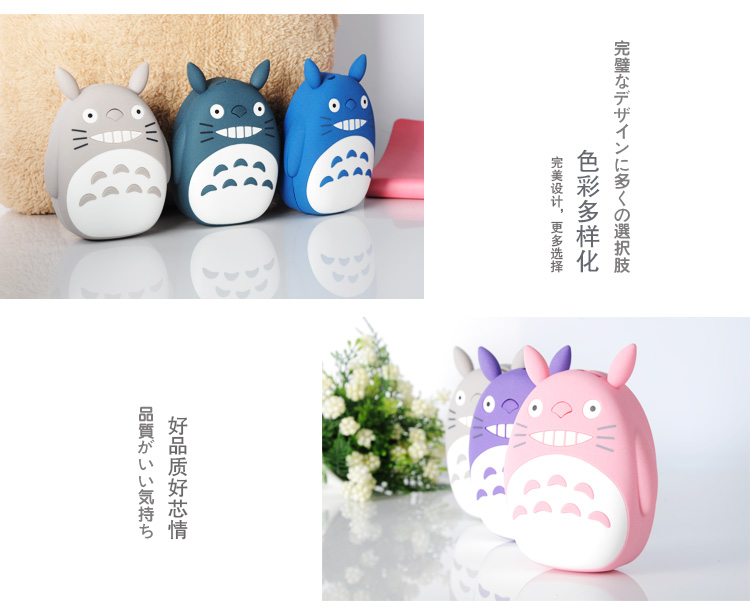 完璧なデザインに多くの選択肢
色彩多样化
完美设计，更多选择
好品质好芯情
品質がいい気持ち